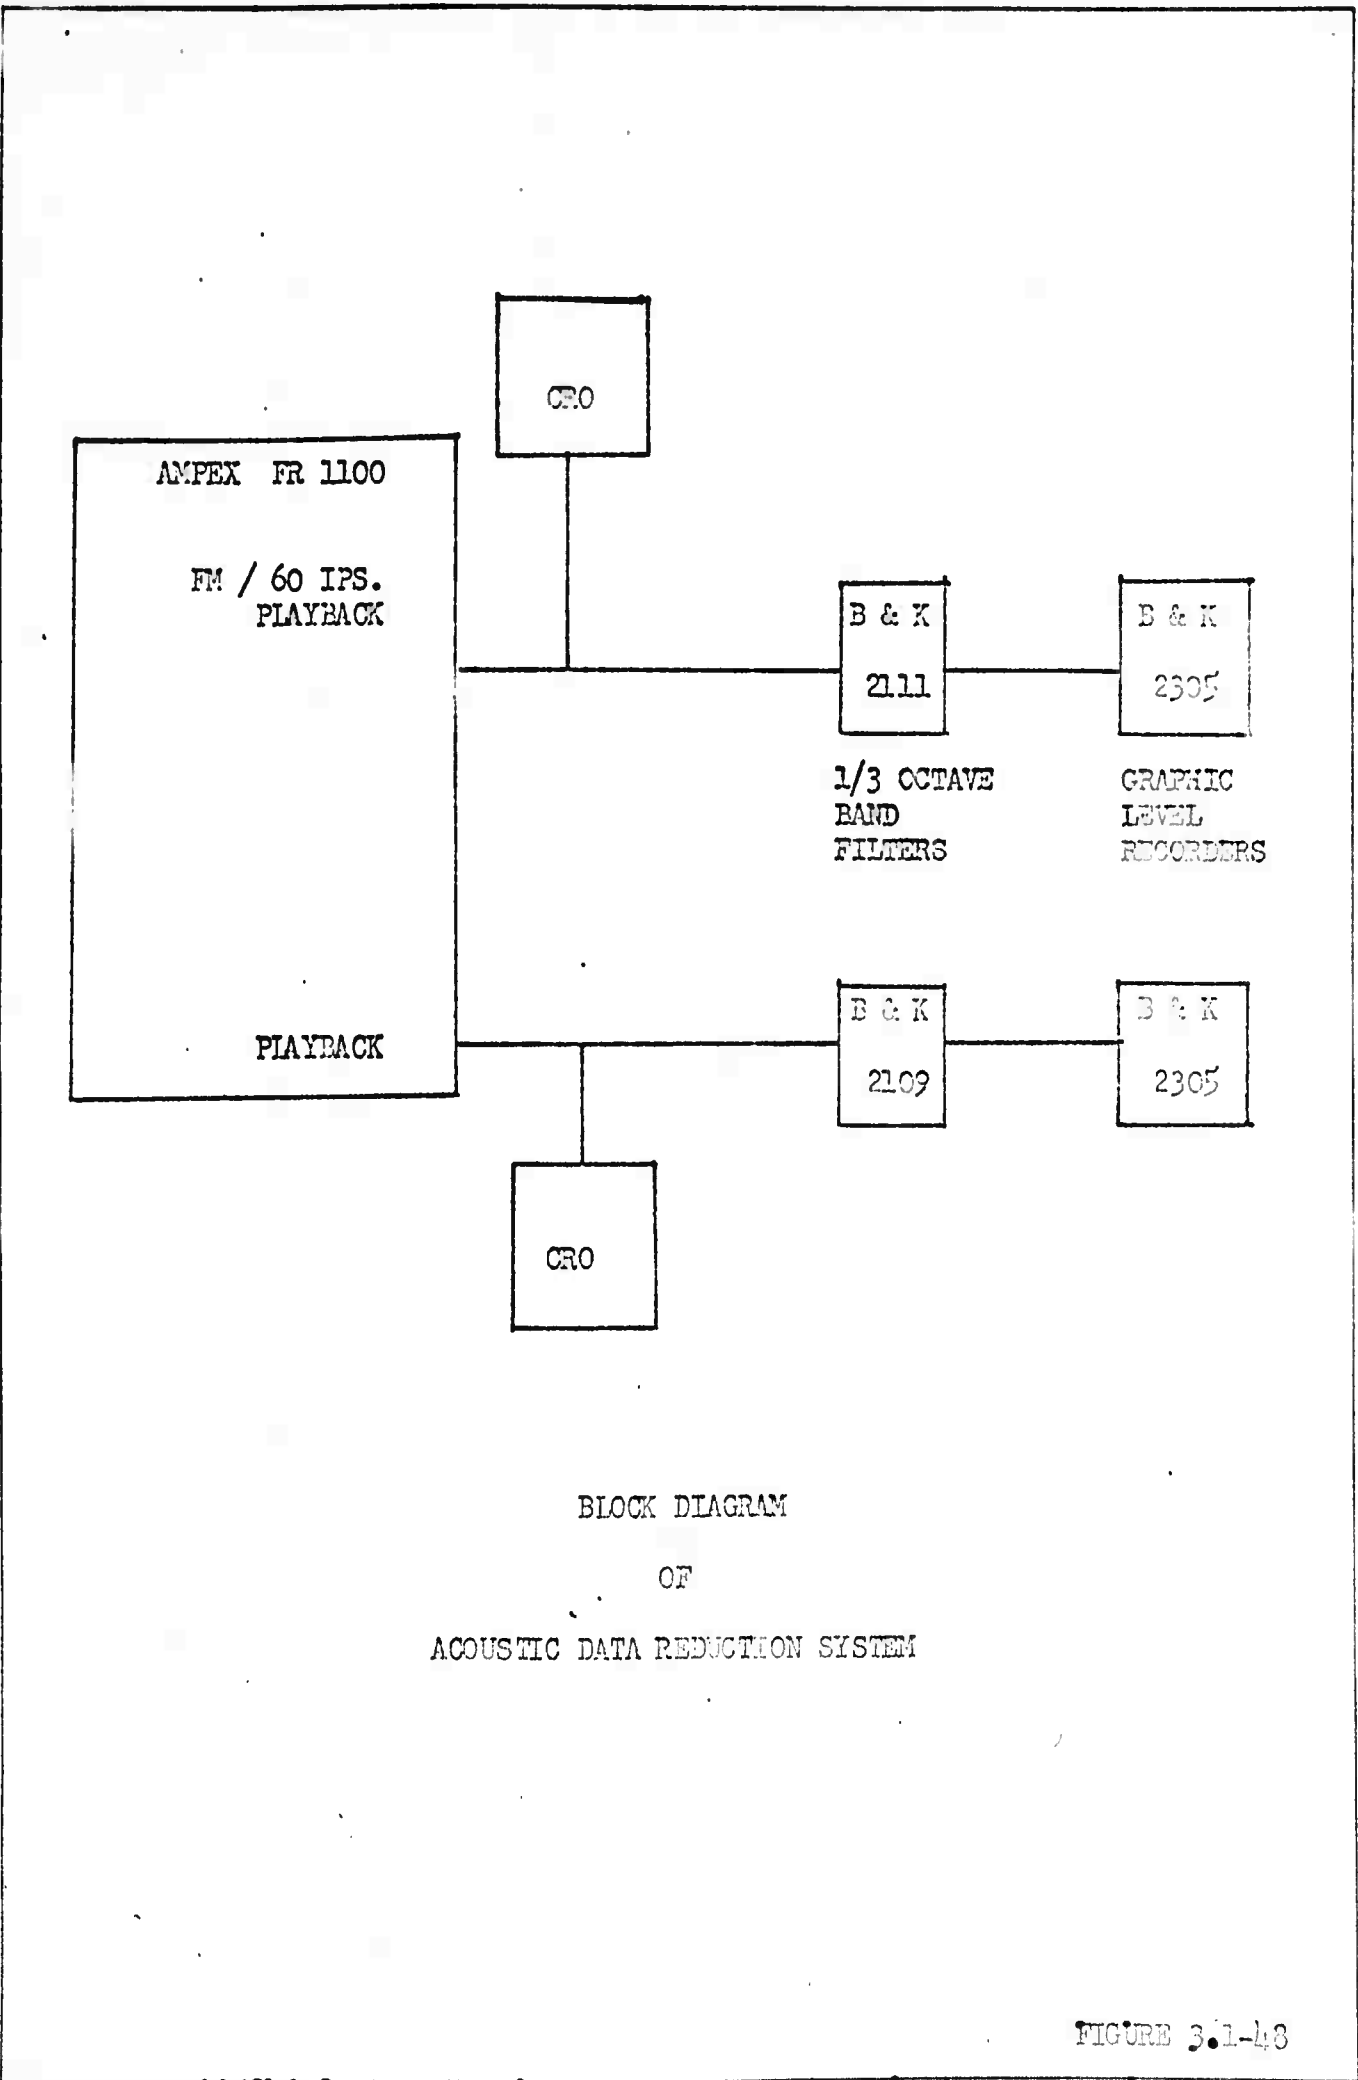 CRO
AMPEX FR 1100
FM / 60 IPS.
PLAYBACK
B & K
2111
B & K
2305
1/3 OCTAVE
BAND
FILTERS
GRAPHIC
LEVEL
RECORDERS
PLAYBACK
B & K
2109
B & K
2305
CRO
BLOCK DIAGRAM
OF
ACOUSTIC DATA REDUCTION SYSTEM
FIGURE 3.1-48